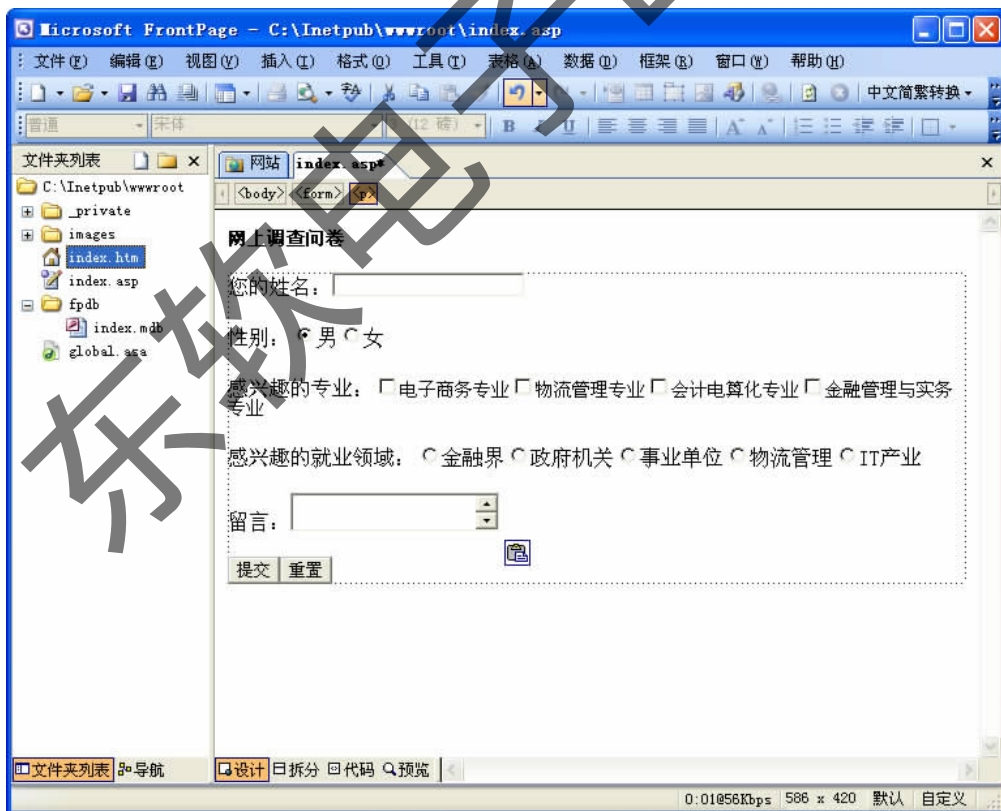 Microsoft FrontPage - C:\Inetpub\wwwroot\index.asp
文件(F) 编辑(E) 视图(V) 插入(I) 格式(O) 工具(T) 表格(A) 数据(D) 框架(R) 窗口(W) 帮助(H)
中文简繁转换
普通 宋体 (12 磅) B U A A
文件夹列表
网站 index.asp*
C:\Inetpub\wwwroot
<body> <form> <p>
_private
images
index.htm
index.asp
fpdb
index.mdb
global.asa
网上调查问卷
您的姓名：
性别： 男 女
感兴趣的专业： 电子商务专业 物流管理专业 会计电算化专业 金融管理与实务
专业
感兴趣的就业领域： 金融界 政府机关 事业单位 物流管理 IT产业
留言：
提交 重置
文件夹列表 导航
设计 拆分 代码 预览
0:01@56Kbps 586 x 420 默认 自定义
东软电子